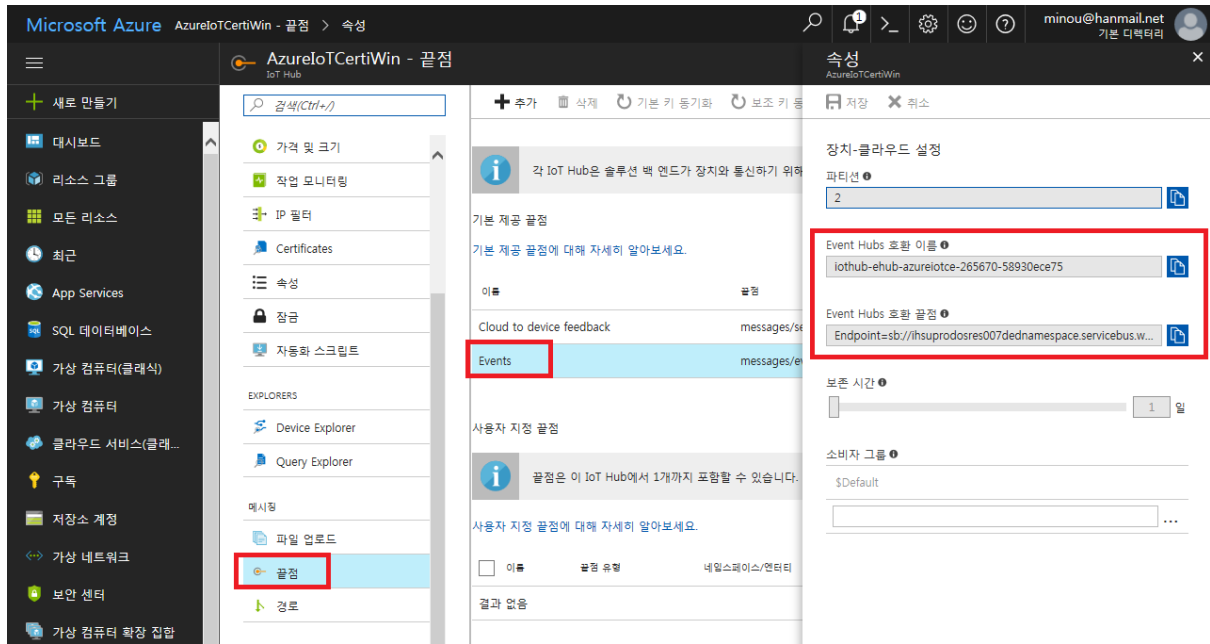 Microsoft Azure AzureIoTCertiWin - 끝점 > 속성
1
minou@hanmail.net
기본 디렉터리
새로 만들기
대시보드
리소스 그룹
모든 리소스
최근
App Services
SQL 데이터베이스
가상 컴퓨터(클래식)
가상 컴퓨터
클라우드 서비스(클래...
구독
저장소 계정
가상 네트워크
보안 센터
가상 컴퓨터 확장 집합
AzureIoTCertiWin - 끝점
IoT Hub
검색(Ctrl+/)
가격 및 크기
작업 모니터링
IP 필터
Certificates
속성
잠금
자동화 스크립트
EXPLORERS
Device Explorer
Query Explorer
메시징
파일 업로드
끝점
경로
추가 삭제 기본 키 동기화 보조 키 동
각 IoT Hub은 솔루션 백 엔드가 장치와 통신하기 위해
기본 제공 끝점
기본 제공 끝점에 대해 자세히 알아보세요.
이름 끝점
Cloud to device feedback messages/se
Events messages/ev
사용자 지정 끝점
끝점은 이 IoT Hub에서 1개까지 포함할 수 있습니다.
사용자 지정 끝점에 대해 자세히 알아보세요.
이름 끝점 유형 네임스페이스/엔터티
결과 없음
속성
AzureIoTCertiWin
저장 취소
장치-클라우드 설정
파티션
2
Event Hubs 호환 이름
iothub-ehub-azureiotce-265670-58930ece75
Event Hubs 호환 끝점
Endpoint=sb://ihsuprodosres007dednamespace.servicebus.w...
보존 시간
1 일
소비자 그룹
$Default
...